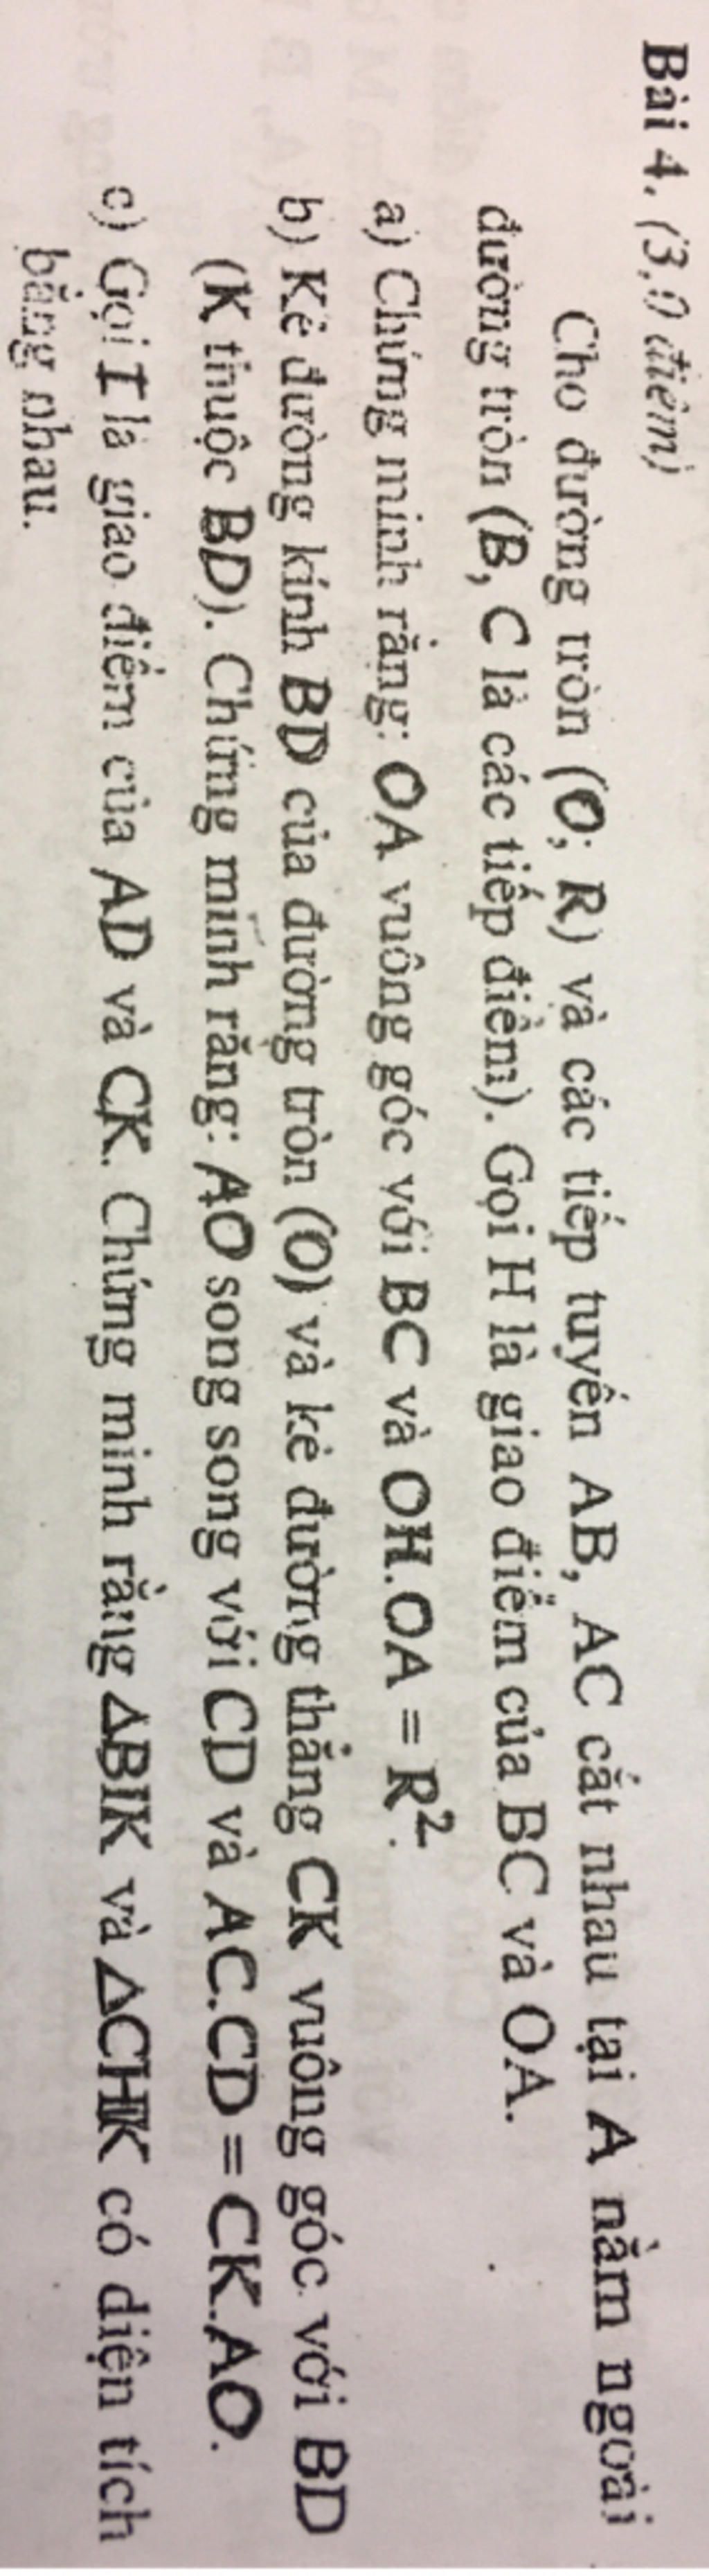 Bài 4. (3,0 điểm)
Cho đường tròn (O; R) và các tiếp tuyến AB, AC cắt nhau tại A nằm ngoài
đường tròn (B, C là các tiếp điểm). Gọi H là giao điểm của BC và OA.
a) Chứng minh rằng: OA vuông góc với BC và OH.OA = R².
b) Kẻ đường kính BD của đường tròn (O) và kẻ đường thẳng CK vuông góc với BD
(K thuộc BD). Chứng minh rằng: AO song song với CD và AC.CD = CK.AO.
c) Gọi I là giao điểm của AD và CK. Chứng minh rằng ΔBIK và ΔCHK có diện tích
bằng nhau.